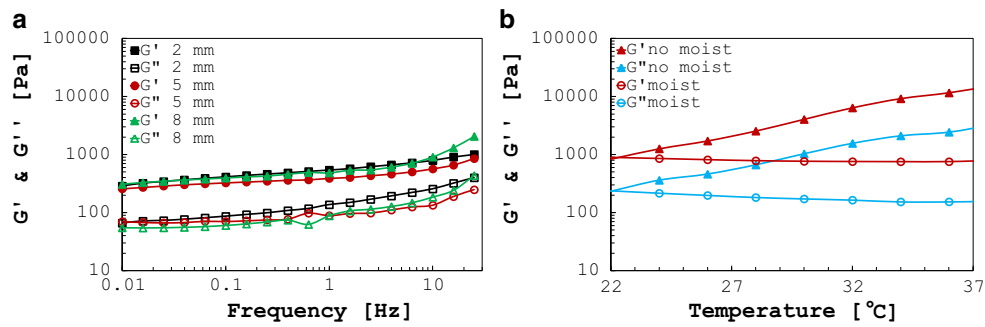 a
G' & G'' [Pa]
100000
10000
1000
100
10
G' 2 mm
G" 2 mm
G' 5 mm
G" 5 mm
G' 8 mm
G" 8 mm
0.01
0.1
1
10
Frequency [Hz]
b
G' & G'' [Pa]
100000
10000
1000
100
10
G'no moist
G"no moist
G'moist
G"moist
22
27
32
37
Temperature [°C]